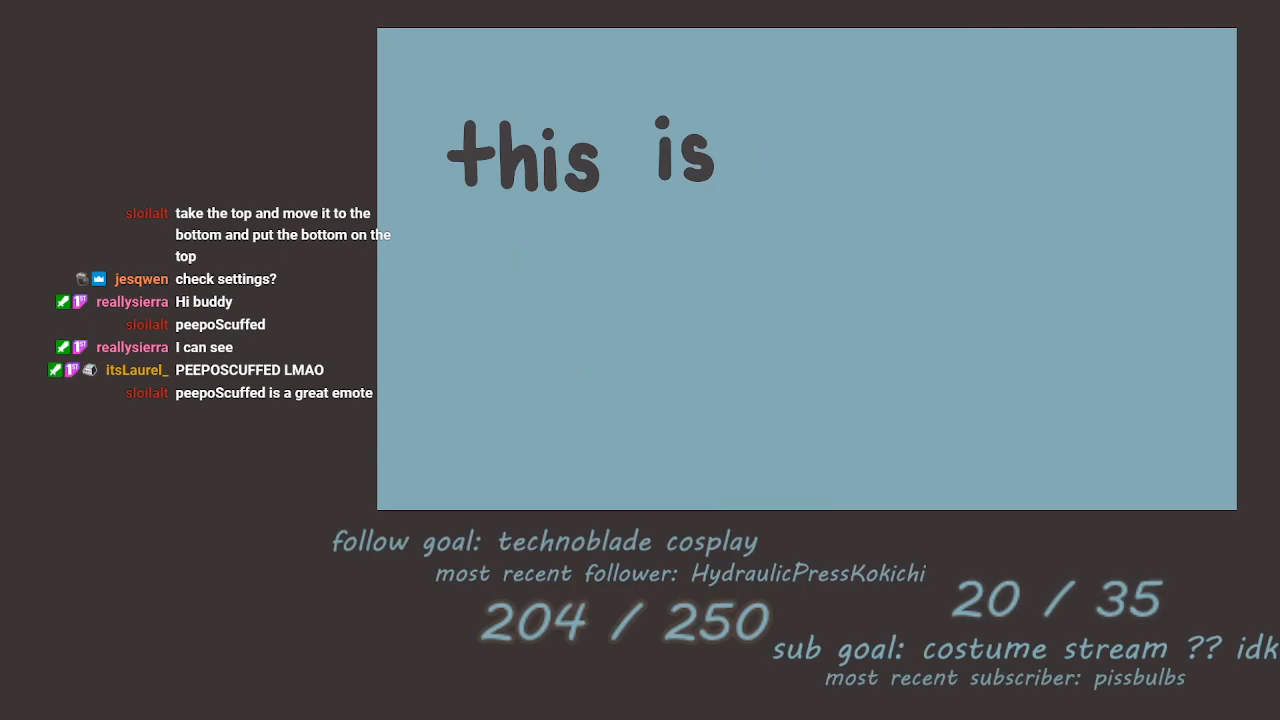 this is
sloilalt take the top and move it to the
bottom and put the bottom on the
top
jesqwen check settings?
reallysierra Hi buddy
sloilalt peepoScuffed
reallysierra I can see
itsLaurel_ PEEPOSCUFFED LMAO
sloilalt peepoScuffed is a great emote
follow goal: technoblade cosplay
most recent follower: HydraulicPressKokichi
204 / 250
20 / 35
sub goal: costume stream ?? idk
most recent subscriber: pissbulbs